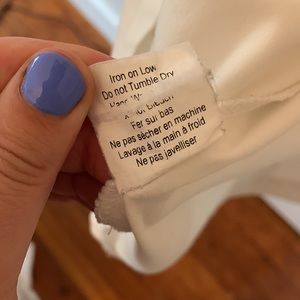 Iron on Low
Do not Tumble Dry
Hand
Fer sur bas
Ne pas sécher en machine
Lavage à la main à froid
Ne pas javelliser